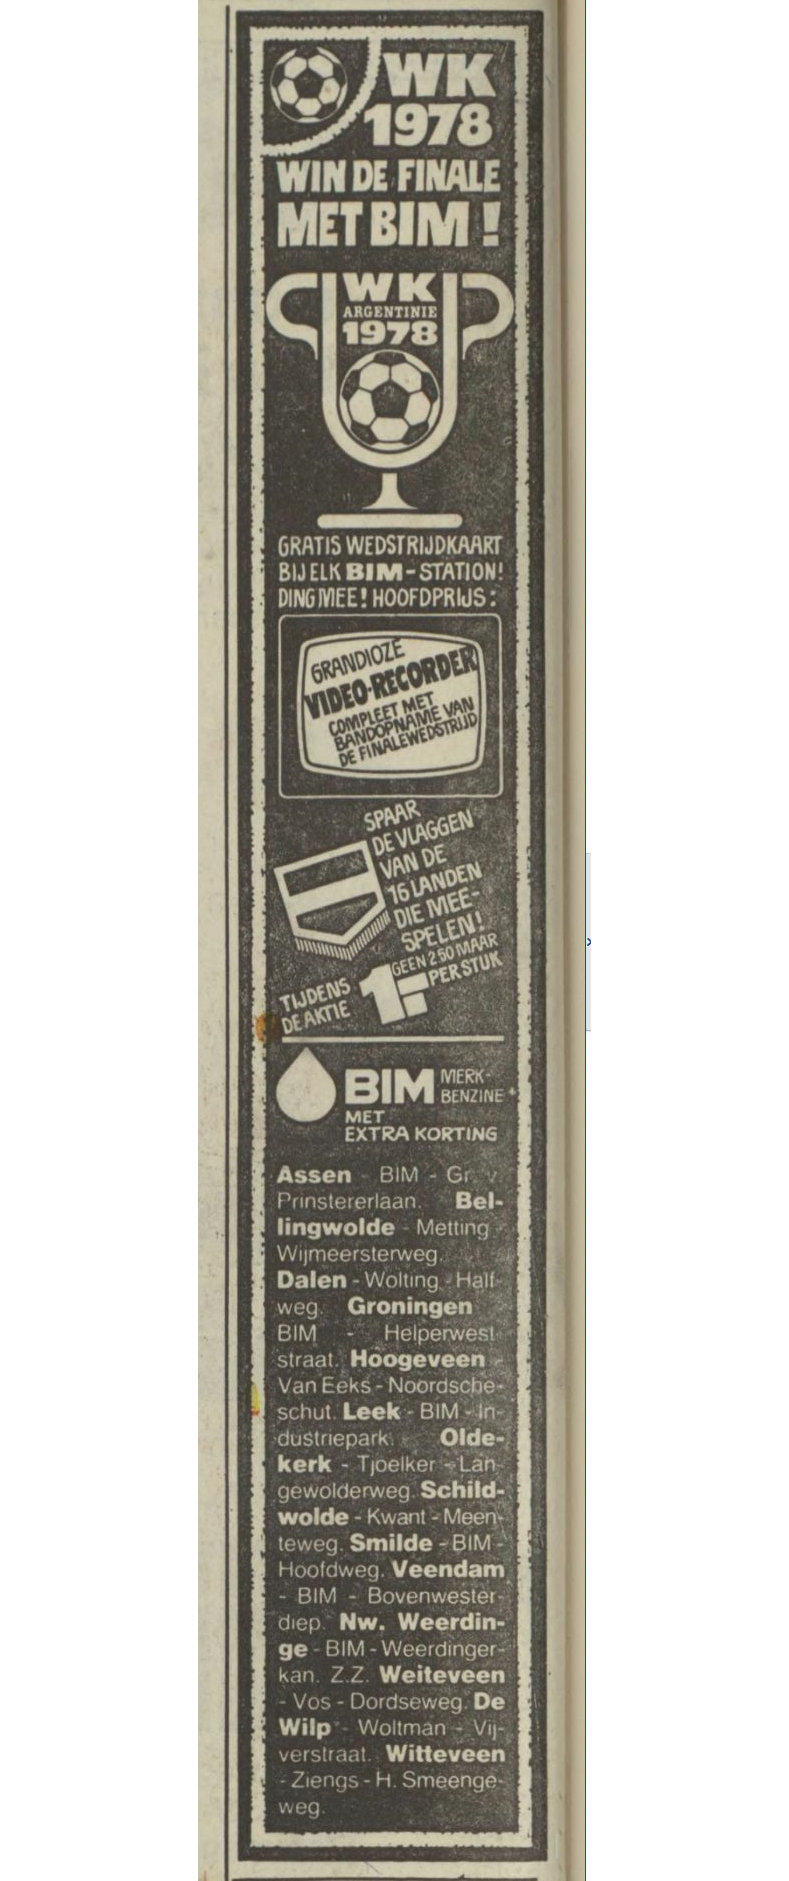 WK
1978
WIN DE FINALE
MET BIM!
WK
ARGENTINIE
1978
GRATIS WEDSTRIJDKAART
BIJ ELK BIM-STATION!
DING MEE! HOOFDPRIJS:
GRANDIOZE
VIDEO-RECORDER
COMPLEET MET
BANDOPNAME VAN
DE FINALEWEDSTRIJD
SPAAR
DE VLAGGEN
VAN DE
16 LANDEN
DIE MEE-
SPELEN!
GEEN 2.50 MAAR
TIJDENS
DE AKTIE
1.-
PER STUK
BIM MERK-
BENZINE
MET
EXTRA KORTING
Assen - BIM - Gr. v.
Prinstererlaan. Bel-
lingwolde - Metting -
Wijmeersterweg.
Dalen - Wolting - Half-
weg. Groningen -
BIM - Helperwest-
straat. Hoogeveen -
Van Eeks - Noordsche-
schut. Leek - BIM - In-
dustriepark. Olde-
kerk - Tjoelker - Lan-
gewolderweg. Schild-
wolde - Kwant - Meen-
teweg. Smilde - BIM -
Hoofdweg. Veendam
- BIM - Bovenwester-
diep. Nw. Weerdin-
ge - BIM - Weerdinger-
kan. Z.Z. Weiteveen
- Vos - Dordseweg. De
Wilp - Woltman - Vij-
verstraat. Witteveen
- Ziengs - H. Smeenge-
weg.